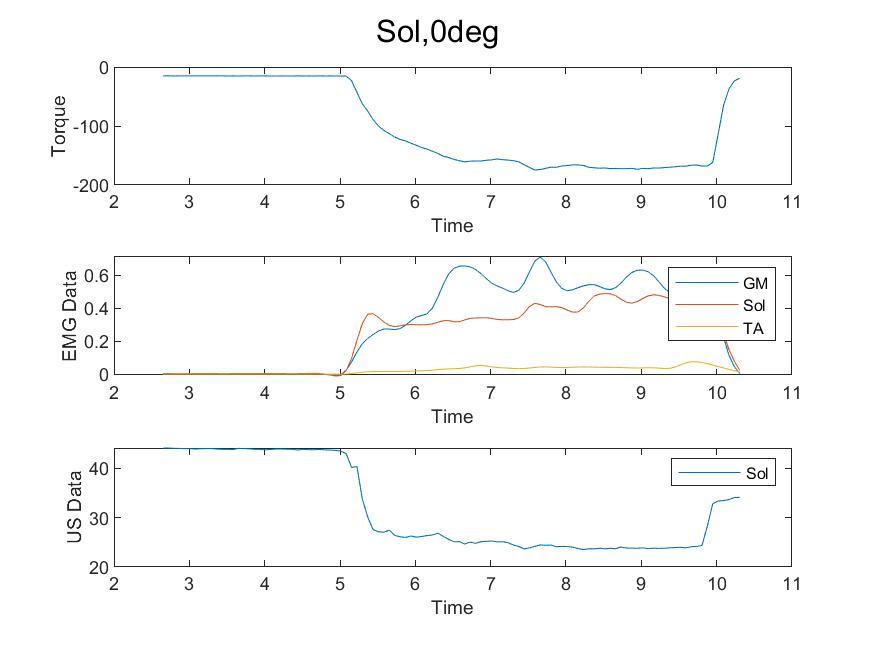 Sol,0deg
0
-100
-200
Torque
2 3 4 5 6 7 8 9 10 11
Time
0.6
0.4
0.2
0
EMG Data
GM
Sol
TA
2 3 4 5 6 7 8 9 10 11
Time
40
30
20
US Data
Sol
2 3 4 5 6 7 8 9 10 11
Time